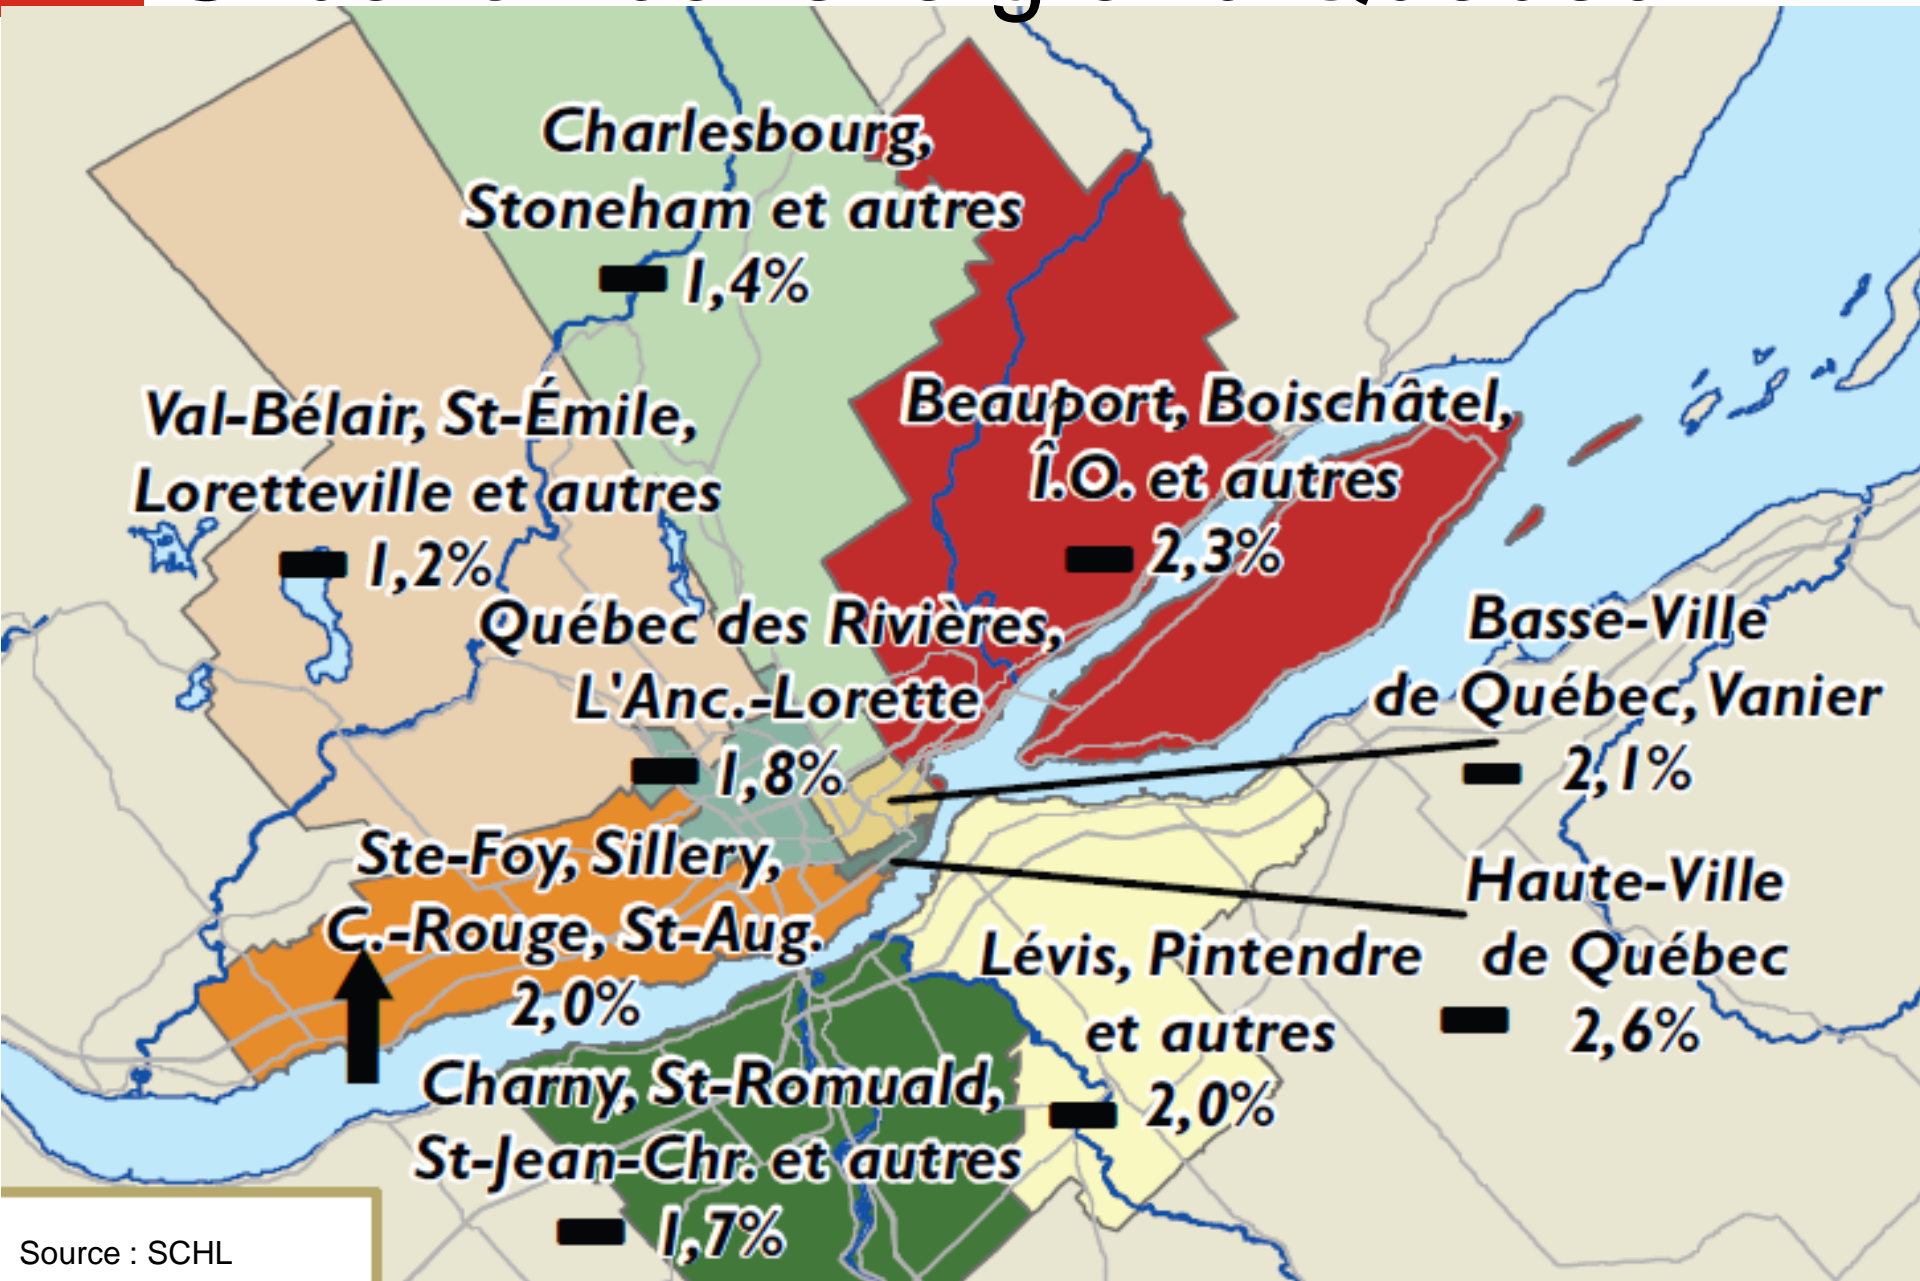 Charlesbourg,
Stoneham et autres
1,4%
Val-Bélair, St-Émile,
Loretteville et autres
1,2%
Beauport, Boischâtel,
Î.O. et autres
2,3%
Québec des Rivières,
L'Anc.-Lorette
1,8%
Basse-Ville
de Québec, Vanier
2,1%
Ste-Foy, Sillery,
C.-Rouge, St-Aug.
2,0%
Haute-Ville
de Québec
2,6%
Lévis, Pintendre
et autres
2,0%
Charny, St-Romuald,
St-Jean-Chr. et autres
1,7%
Source : SCHL